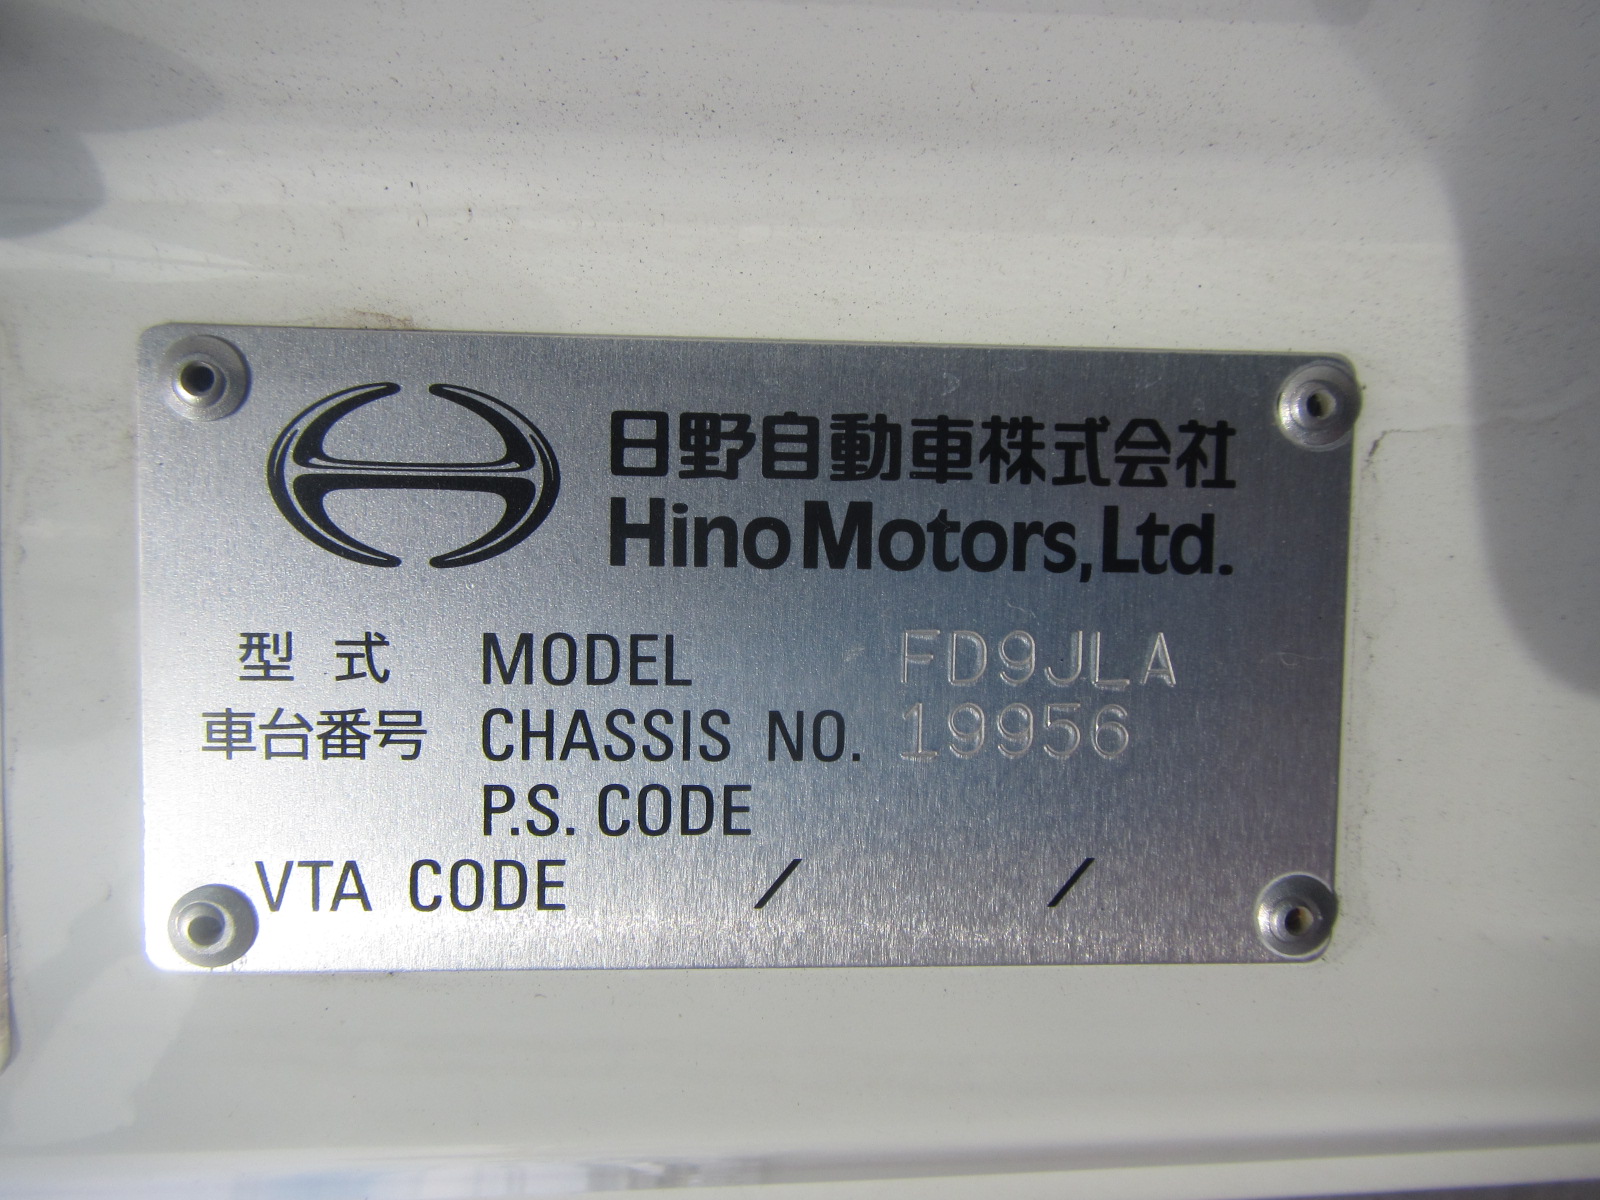 日野自動車株式会社
Hino Motors, Ltd.
型 式 MODEL FD9JLA
車台番号 CHASSIS NO. 19956
P.S. CODE
VTA CODE / /